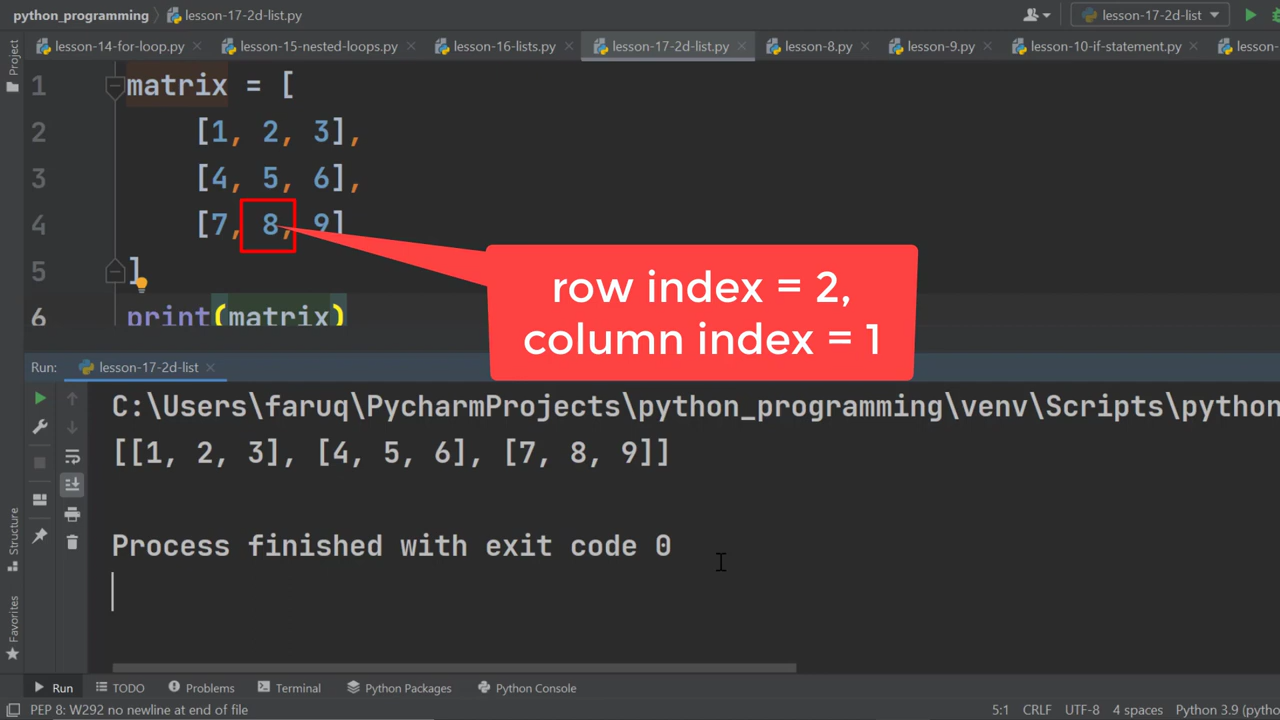 python_programming lesson-17-2d-list.py lesson-17-2d-list
Project
lesson-14-for-loop.py lesson-15-nested-loops.py lesson-16-lists.py lesson-17-2d-list.py lesson-8.py lesson-9.py lesson-10-if-statement.py lesson-
1 matrix = [
2 [1, 2, 3],
3 [4, 5, 6],
4 [7, 8, 9]
5 ]
6 print(matrix)
row index = 2,
column index = 1
Run: lesson-17-2d-list
C:\Users\faruq\PycharmProjects\python_programming\venv\Scripts\python
[[1, 2, 3], [4, 5, 6], [7, 8, 9]]
Process finished with exit code 0
Structure
Favorites
Run TODO Problems Terminal Python Packages Python Console
PEP 8: W292 no newline at end of file 5:1 CRLF UTF-8 4 spaces Python 3.9 (pytho